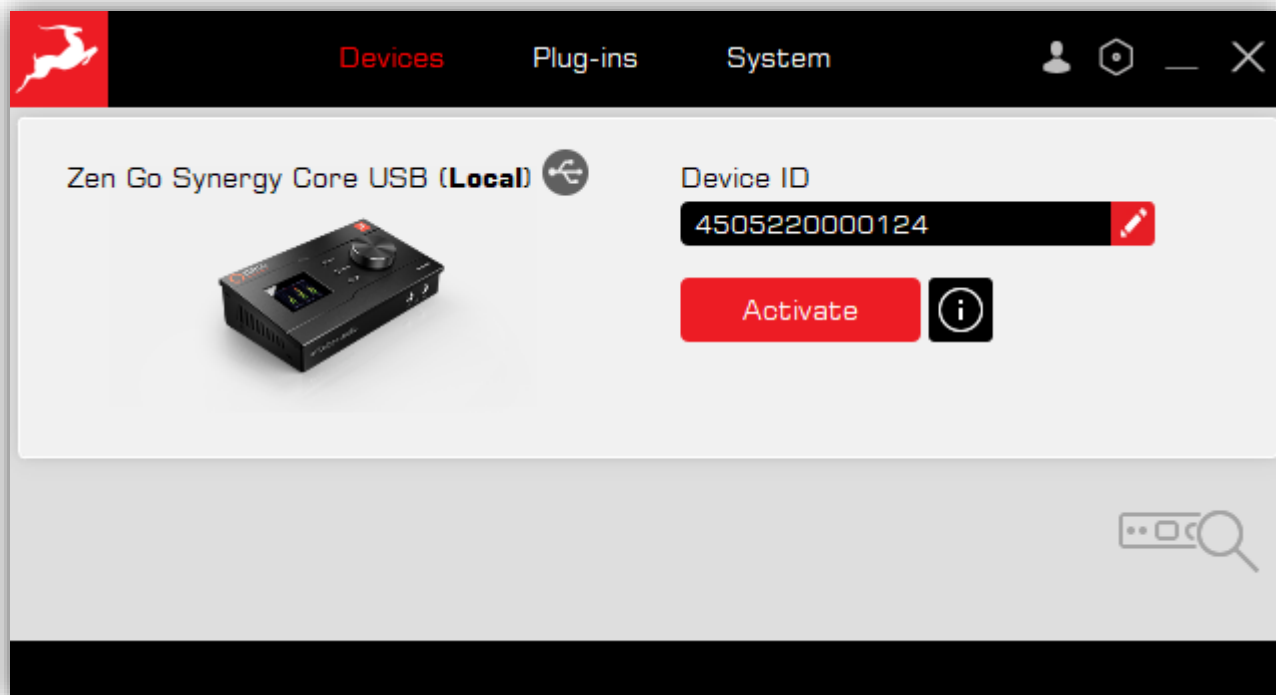 Devices Plug-ins System
Zen Go Synergy Core USB (Local)
Device ID
4505220000124
Activate